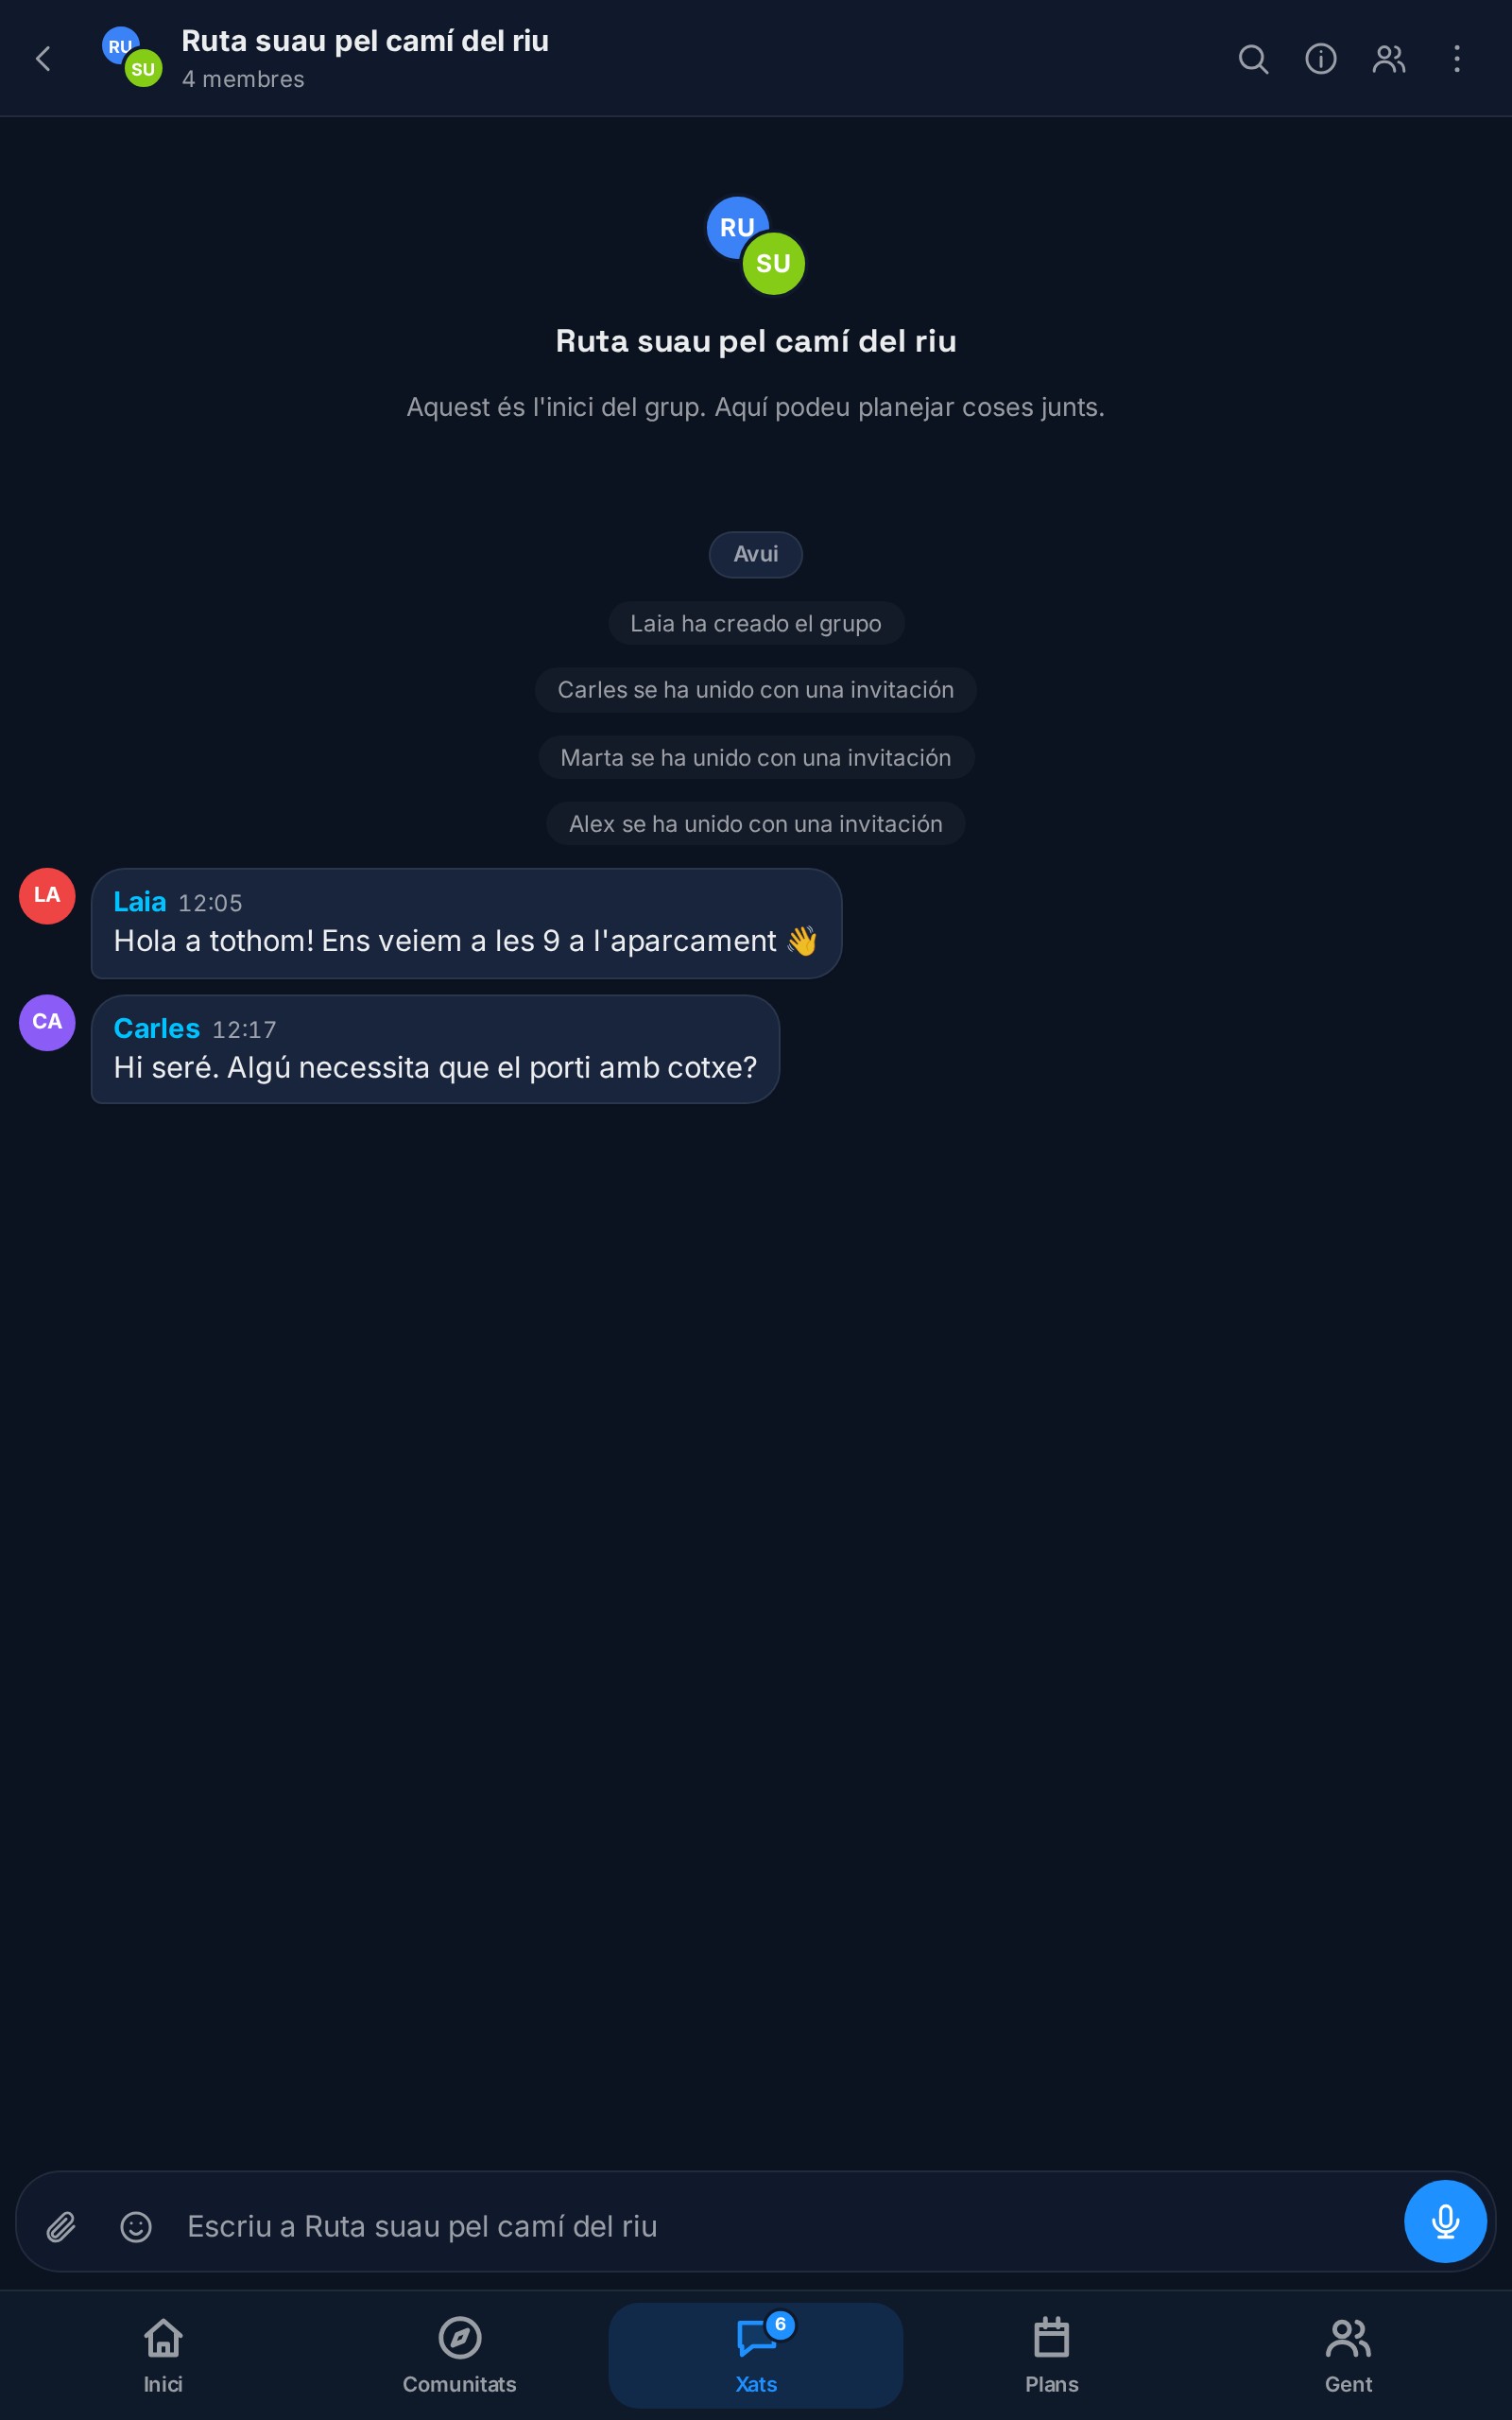 RU
SU
Ruta suau pel camí del riu
4 membres
RU
SU
Ruta suau pel camí del riu
Aquest és l'inici del grup. Aquí podeu planejar coses junts.
Avui
Laia ha creado el grupo
Carles se ha unido con una invitación
Marta se ha unido con una invitación
Alex se ha unido con una invitación
LA
Laia 12:05
Hola a tothom! Ens veiem a les 9 a l'aparcament 👋
CA
Carles 12:17
Hi seré. Algú necessita que el porti amb cotxe?
Escriu a Ruta suau pel camí del riu
6
Inici
Comunitats
Xats
Plans
Gent